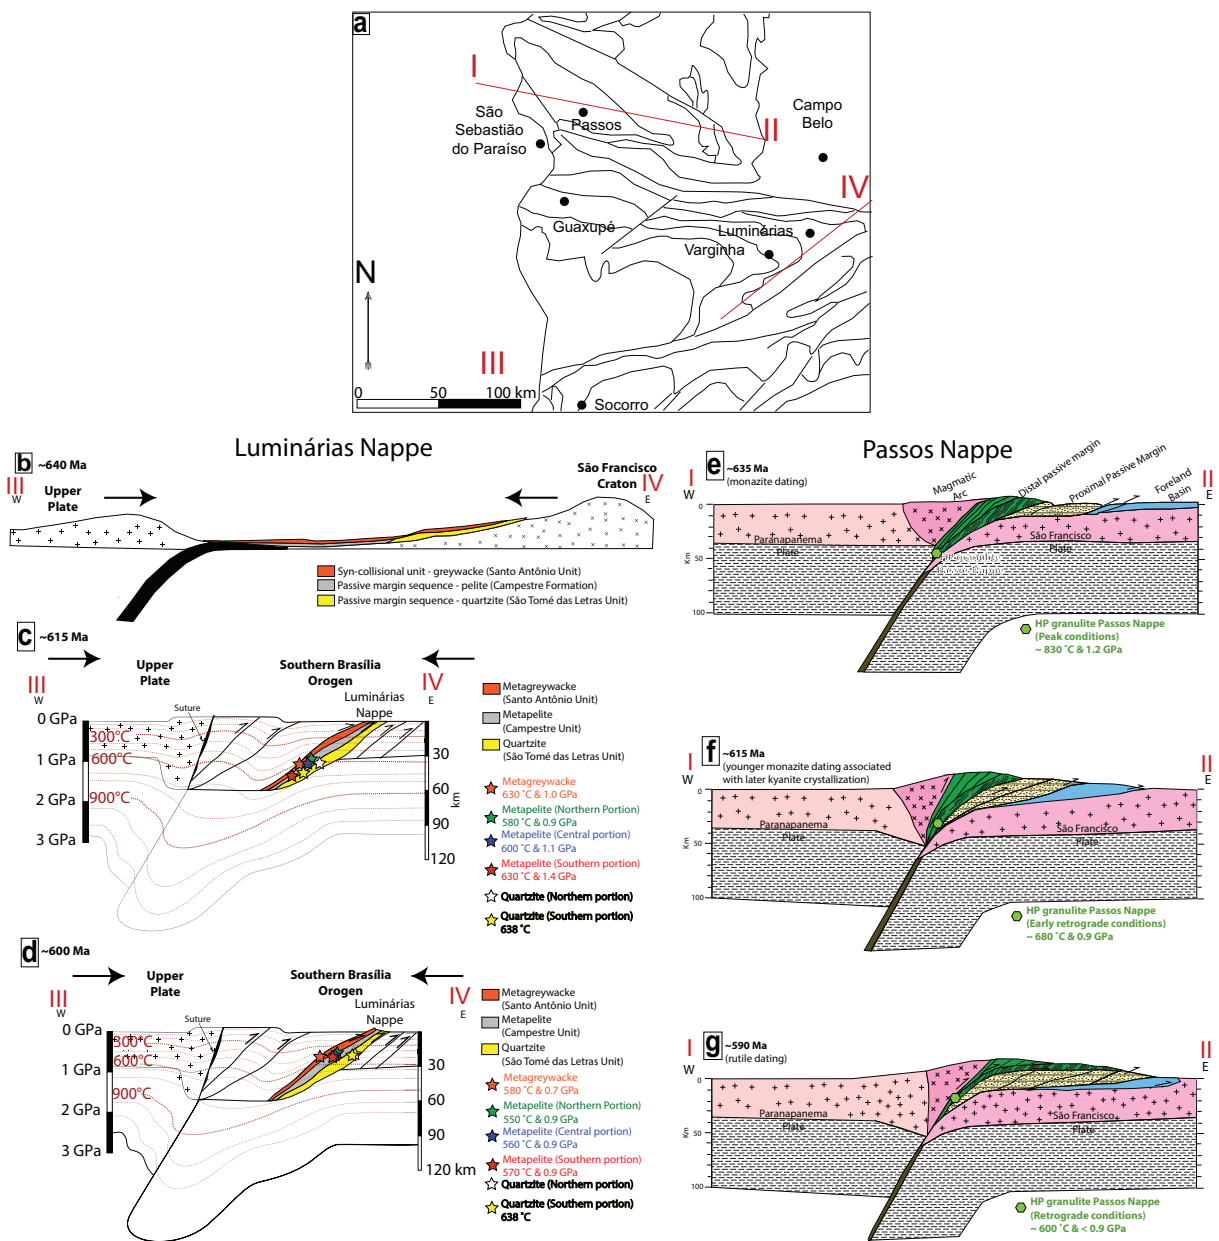 a
I
São
Sebastião
do Paraíso
Passos
II
Campo
Belo
IV
Guaxupé
Luminárias
Varginha
N
III
0 50 100 km
Socorro
Luminárias Nappe
b ~640 Ma
III
W
Upper
Plate
São Francisco
Craton
IV
E
Syn-collisional unit - greywacke (Santo Antônio Unit)
Passive margin sequence - pelite (Campestre Formation)
Passive margin sequence - quartzite (São Tomé das Letras Unit)
c ~615 Ma
III
W
Upper
Plate
Southern Brasília
Orogen
IV
E
Luminárias
Nappe
Suture
0 GPa
300°C
1 GPa
600°C
2 GPa
900°C
3 GPa
30
60
90
120
km
Metagreywacke
(Santo Antônio Unit)
Metapelite
(Campestre Unit)
Quartzite
(São Tomé das Letras Unit)
Metagreywacke
630 °C & 1.0 GPa
Metapelite (Northern Portion)
580 °C & 0.9 GPa
Metapelite (Central portion)
600 °C & 1.1 GPa
Metapelite (Southern portion)
630 °C & 1.4 GPa
Quartzite (Northern portion)
Quartzite (Southern portion)
638 °C
d ~600 Ma
III
W
Upper
Plate
Southern Brasília
Orogen
IV
E
Luminárias
Nappe
Suture
0 GPa
300°C
600°C
1 GPa
900°C
2 GPa
3 GPa
30
60
90
120 km
Metagreywacke
(Santo Antônio Unit)
Metapelite
(Campestre Unit)
Quartzite
(São Tomé das Letras Unit)
Metagreywacke
580 °C & 0.7 GPa
Metapelite (Northern Portion)
550 °C & 0.9 GPa
Metapelite (Central portion)
560 °C & 0.9 GPa
Metapelite (Southern portion)
570 °C & 0.9 GPa
Quartzite (Northern portion)
Quartzite (Southern portion)
638 °C
Passos Nappe
e ~635 Ma
(monazite dating)
I
W
Magmatic
Arc
Distal passive margin
Proximal Passive Margin
Foreland
Basin
II
E
0
50
100
Km
Paranapanema
Plate
São Francisco
Plate
HP granulite Passos Nappe
(Peak conditions)
~ 830 °C & 1.2 GPa
f ~615 Ma
(younger monazite dating associated
with later kyanite crystallization)
I
W
II
E
0
50
100
Km
Paranapanema
Plate
São Francisco
Plate
HP granulite Passos Nappe
(Early retrograde conditions)
~ 680 °C & 0.9 GPa
g ~590 Ma
(rutile dating)
I
W
II
E
0
50
100
Km
Paranapanema
Plate
São Francisco
Plate
HP granulite Passos Nappe
(Retrograde conditions)
~ 600 °C & < 0.9 GPa